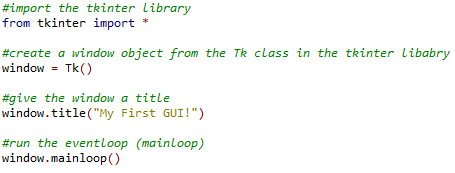 #import the tkinter library
from tkinter import *
#create a window object from the Tk class in the tkinter libabry
window = Tk()
#give the window a title
window.title("My First GUI!")
#run the eventloop (mainloop)
window.mainloop()